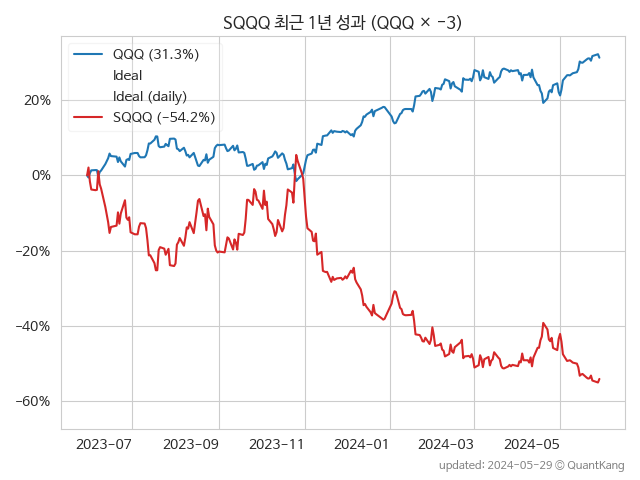 SQQQ 최근 1년 성과 (QQQ × −3)
QQQ (31.3%)
Ideal
Ideal (daily)
SQQQ (−54.2%)
20%
0%
−20%
−40%
−60%
2023-07 2023-09 2023-11 2024-01 2024-03 2024-05
updated: 2024-05-29 © QuantKang